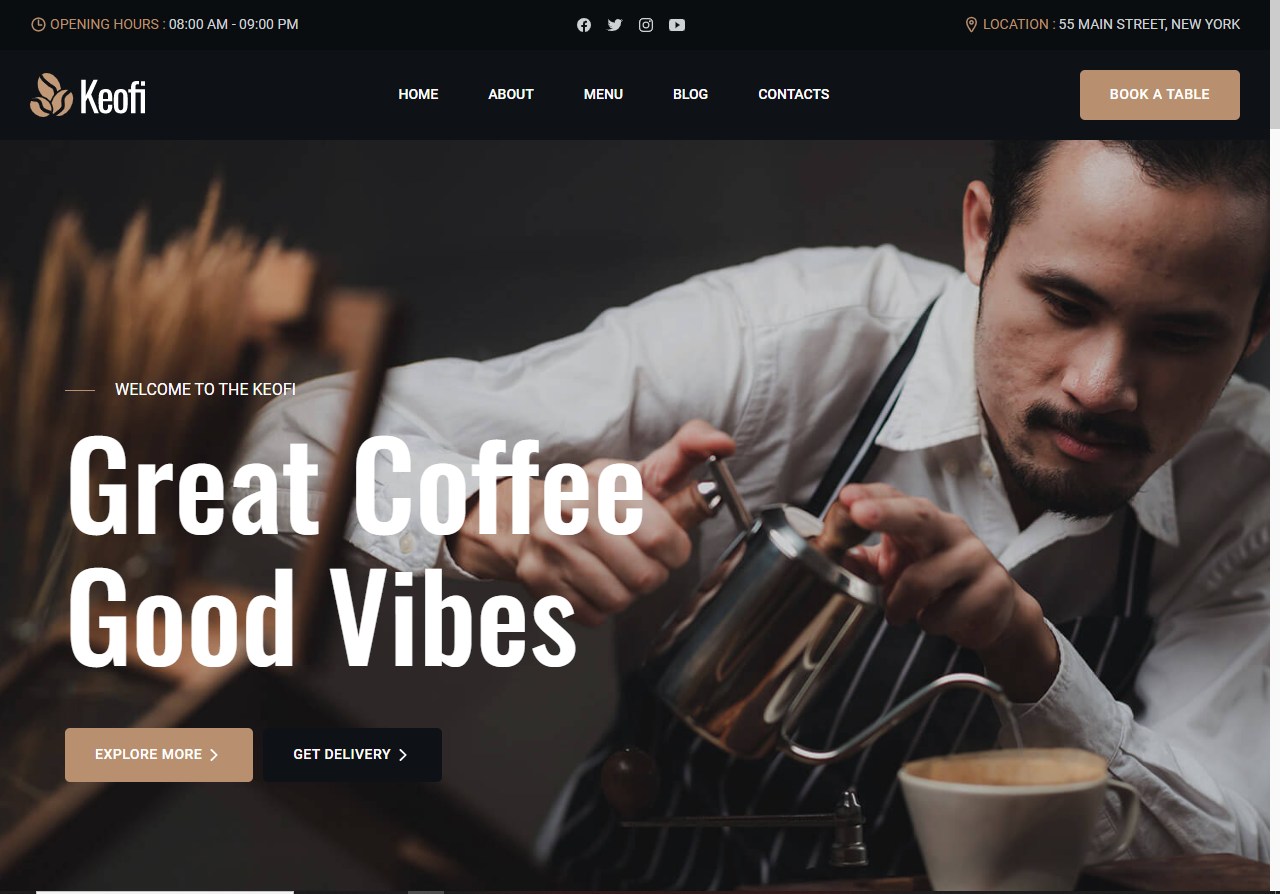 OPENING HOURS : 08:00 AM - 09:00 PM
LOCATION : 55 MAIN STREET, NEW YORK
Keofi
HOME
ABOUT
MENU
BLOG
CONTACTS
BOOK A TABLE
WELCOME TO THE KEOFI
Great Coffee
Good Vibes
EXPLORE MORE
GET DELIVERY